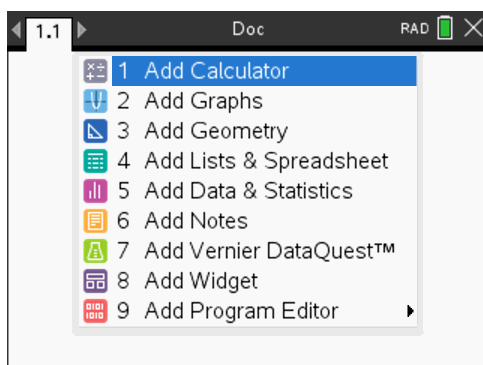 1.1 Doc RAD
1 Add Calculator
2 Add Graphs
3 Add Geometry
4 Add Lists & Spreadsheet
5 Add Data & Statistics
6 Add Notes
7 Add Vernier DataQuest™
8 Add Widget
9 Add Program Editor